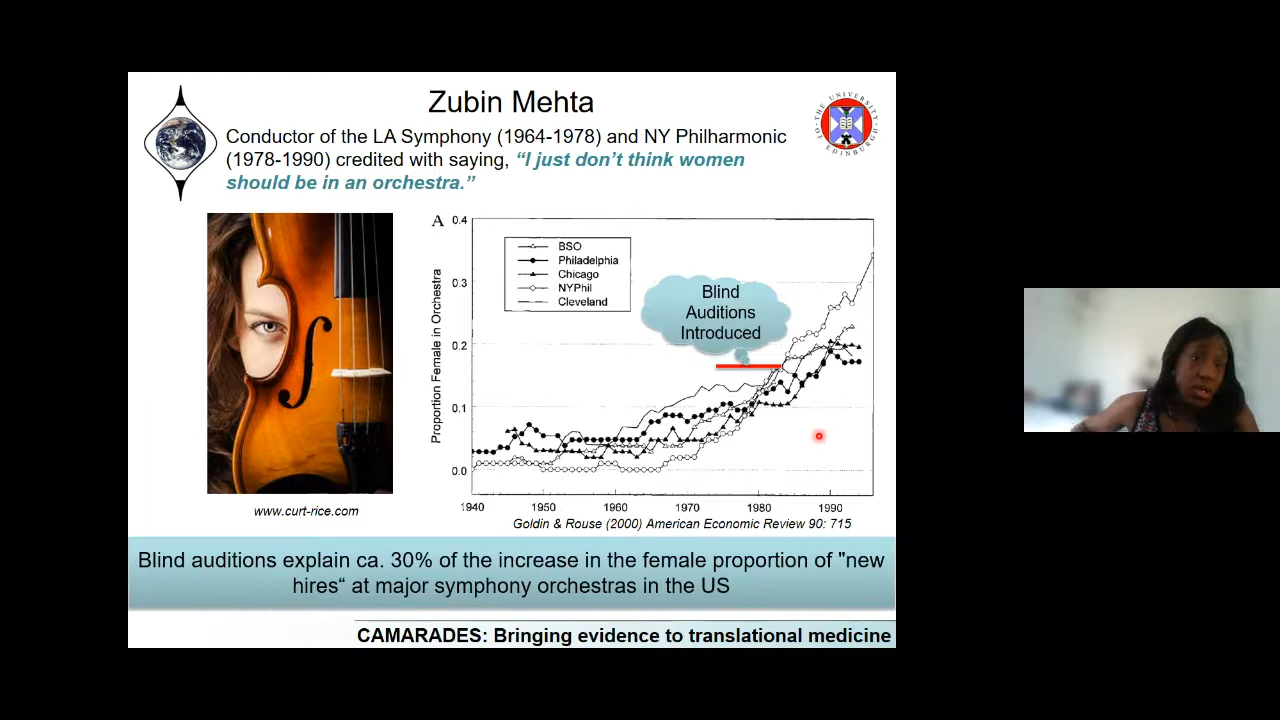 Zubin Mehta
THE UNIVERSITY OF EDINBURGH
Conductor of the LA Symphony (1964-1978) and NY Philharmonic
(1978-1990) credited with saying, “I just don’t think women
should be in an orchestra.”
A
0.4
0.3
0.2
0.1
0.0
Proportion Female in Orchestra
BSO
Philadelphia
Chicago
NYPhil
Cleveland
Blind
Auditions
Introduced
1940 1950 1960 1970 1980 1990
www.curt-rice.com
Goldin & Rouse (2000) American Economic Review 90: 715
Blind auditions explain ca. 30% of the increase in the female proportion of "new
hires“ at major symphony orchestras in the US
CAMARADES: Bringing evidence to translational medicine